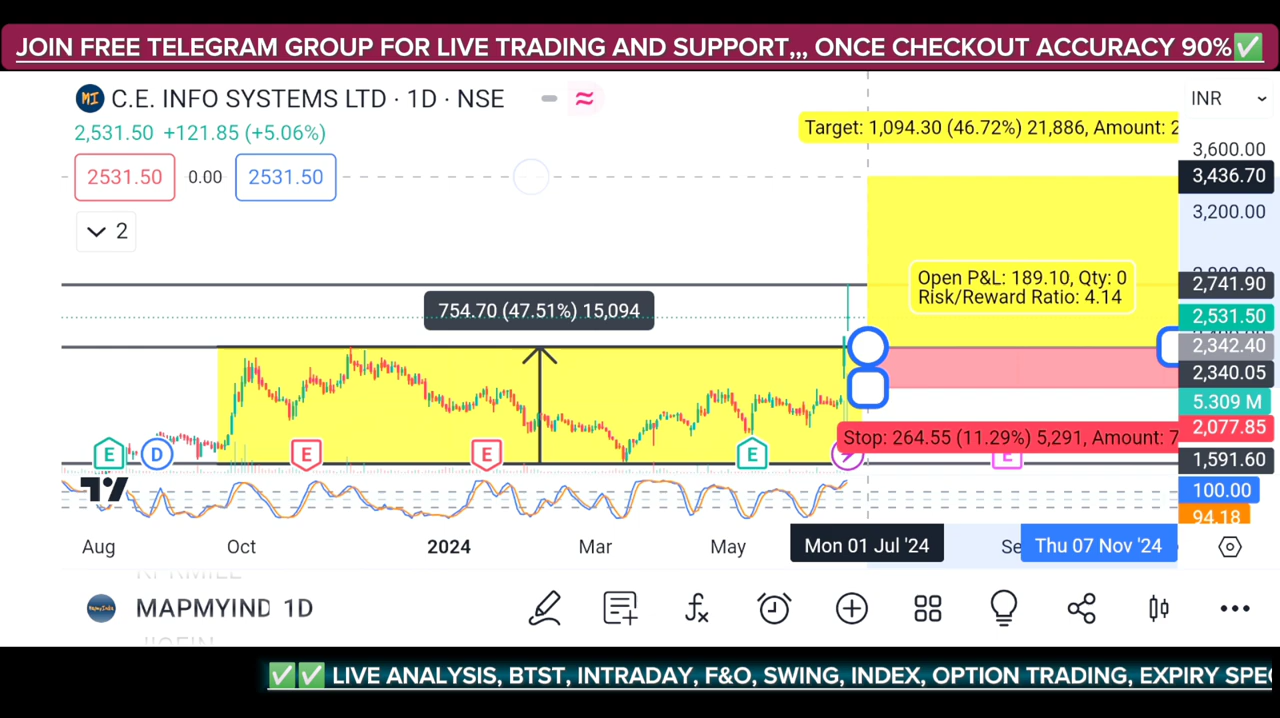 JOIN FREE TELEGRAM GROUP FOR LIVE TRADING AND SUPPORT,,, ONCE CHECKOUT ACCURACY 90%✅
MI C.E. INFO SYSTEMS LTD · 1D · NSE
INR
2,531.50 +121.85 (+5.06%)
Target: 1,094.30 (46.72%) 21,886, Amount: 2
3,600.00
2531.50 0.00 2531.50
3,436.70
3,200.00
2
Open P&L: 189.10, Qty: 0
Risk/Reward Ratio: 4.14
2,741.90
754.70 (47.51%) 15,094
2,531.50
2,342.40
2,340.05
5.309 M
2,077.85
Stop: 264.55 (11.29%) 5,291, Amount: 7
E D E E E E
1,591.60
100.00
94.18
Aug Oct 2024 Mar May Mon 01 Jul '24 Se Thu 07 Nov '24
MAPMYIND 1D
✅✅ LIVE ANALYSIS, BTST, INTRADAY, F&O, SWING, INDEX, OPTION TRADING, EXPIRY SPE